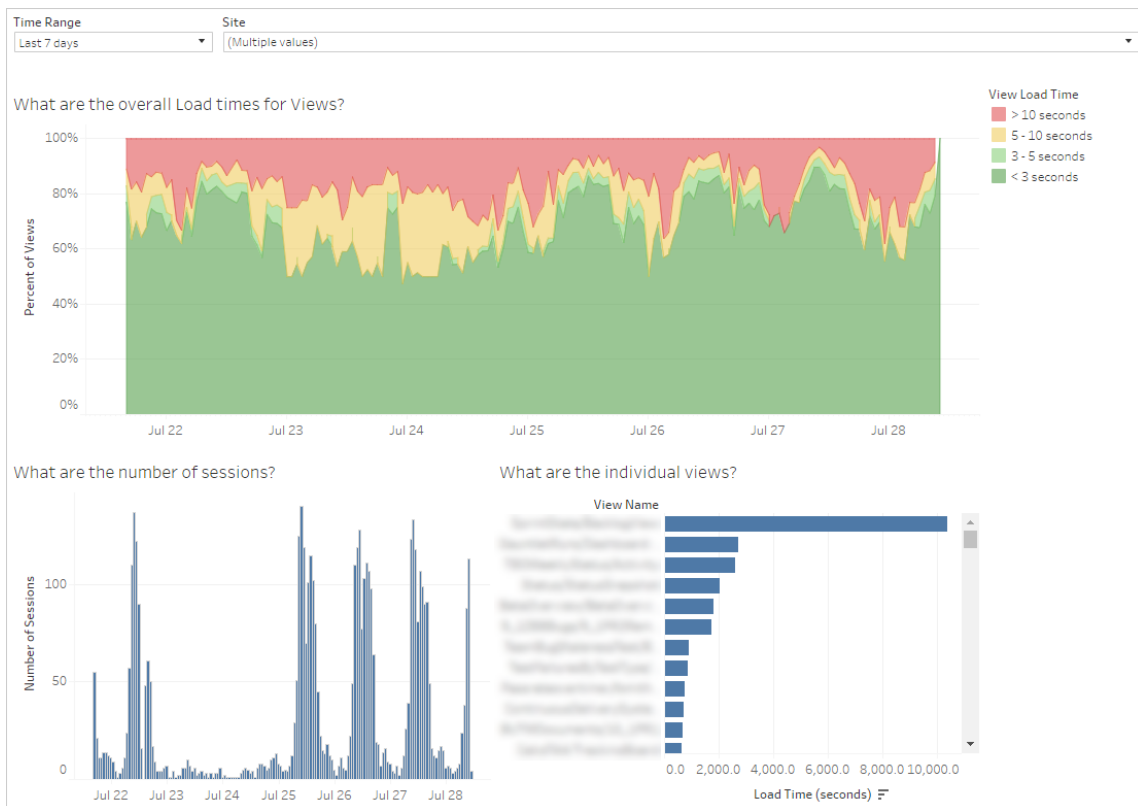 Time Range
Site
Last 7 days
(Multiple values)
What are the overall Load times for Views?
View Load Time
> 10 seconds
5 - 10 seconds
3 - 5 seconds
< 3 seconds
Percent of Views
100%
80%
60%
40%
20%
0%
Jul 22 Jul 23 Jul 24 Jul 25 Jul 26 Jul 27 Jul 28
What are the number of sessions?
Number of Sessions
100
50
0
Jul 22 Jul 23 Jul 24 Jul 25 Jul 26 Jul 27 Jul 28
What are the individual views?
View Name
0.0 2,000.0 4,000.0 6,000.0 8,000.0 10,000.0
Load Time (seconds)